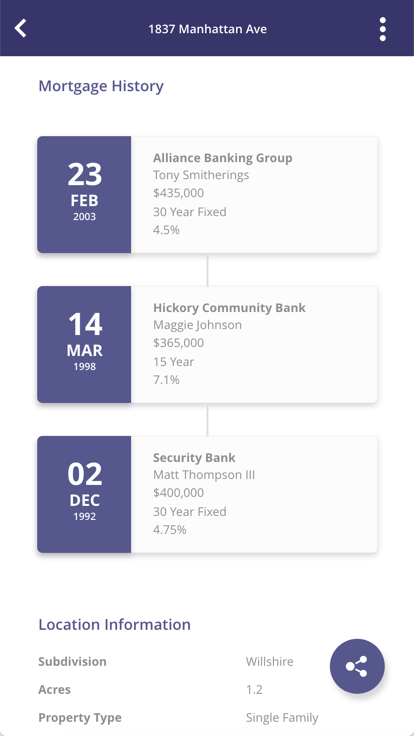 1837 Manhattan Ave
Mortgage History
23
FEB
2003
Alliance Banking Group
Tony Smitherings
$435,000
30 Year Fixed
4.5%
14
MAR
1998
Hickory Community Bank
Maggie Johnson
$365,000
15 Year
7.1%
02
DEC
1992
Security Bank
Matt Thompson III
$400,000
30 Year Fixed
4.75%
Location Information
Subdivision Willshire
Acres 1.2
Property Type Single Family